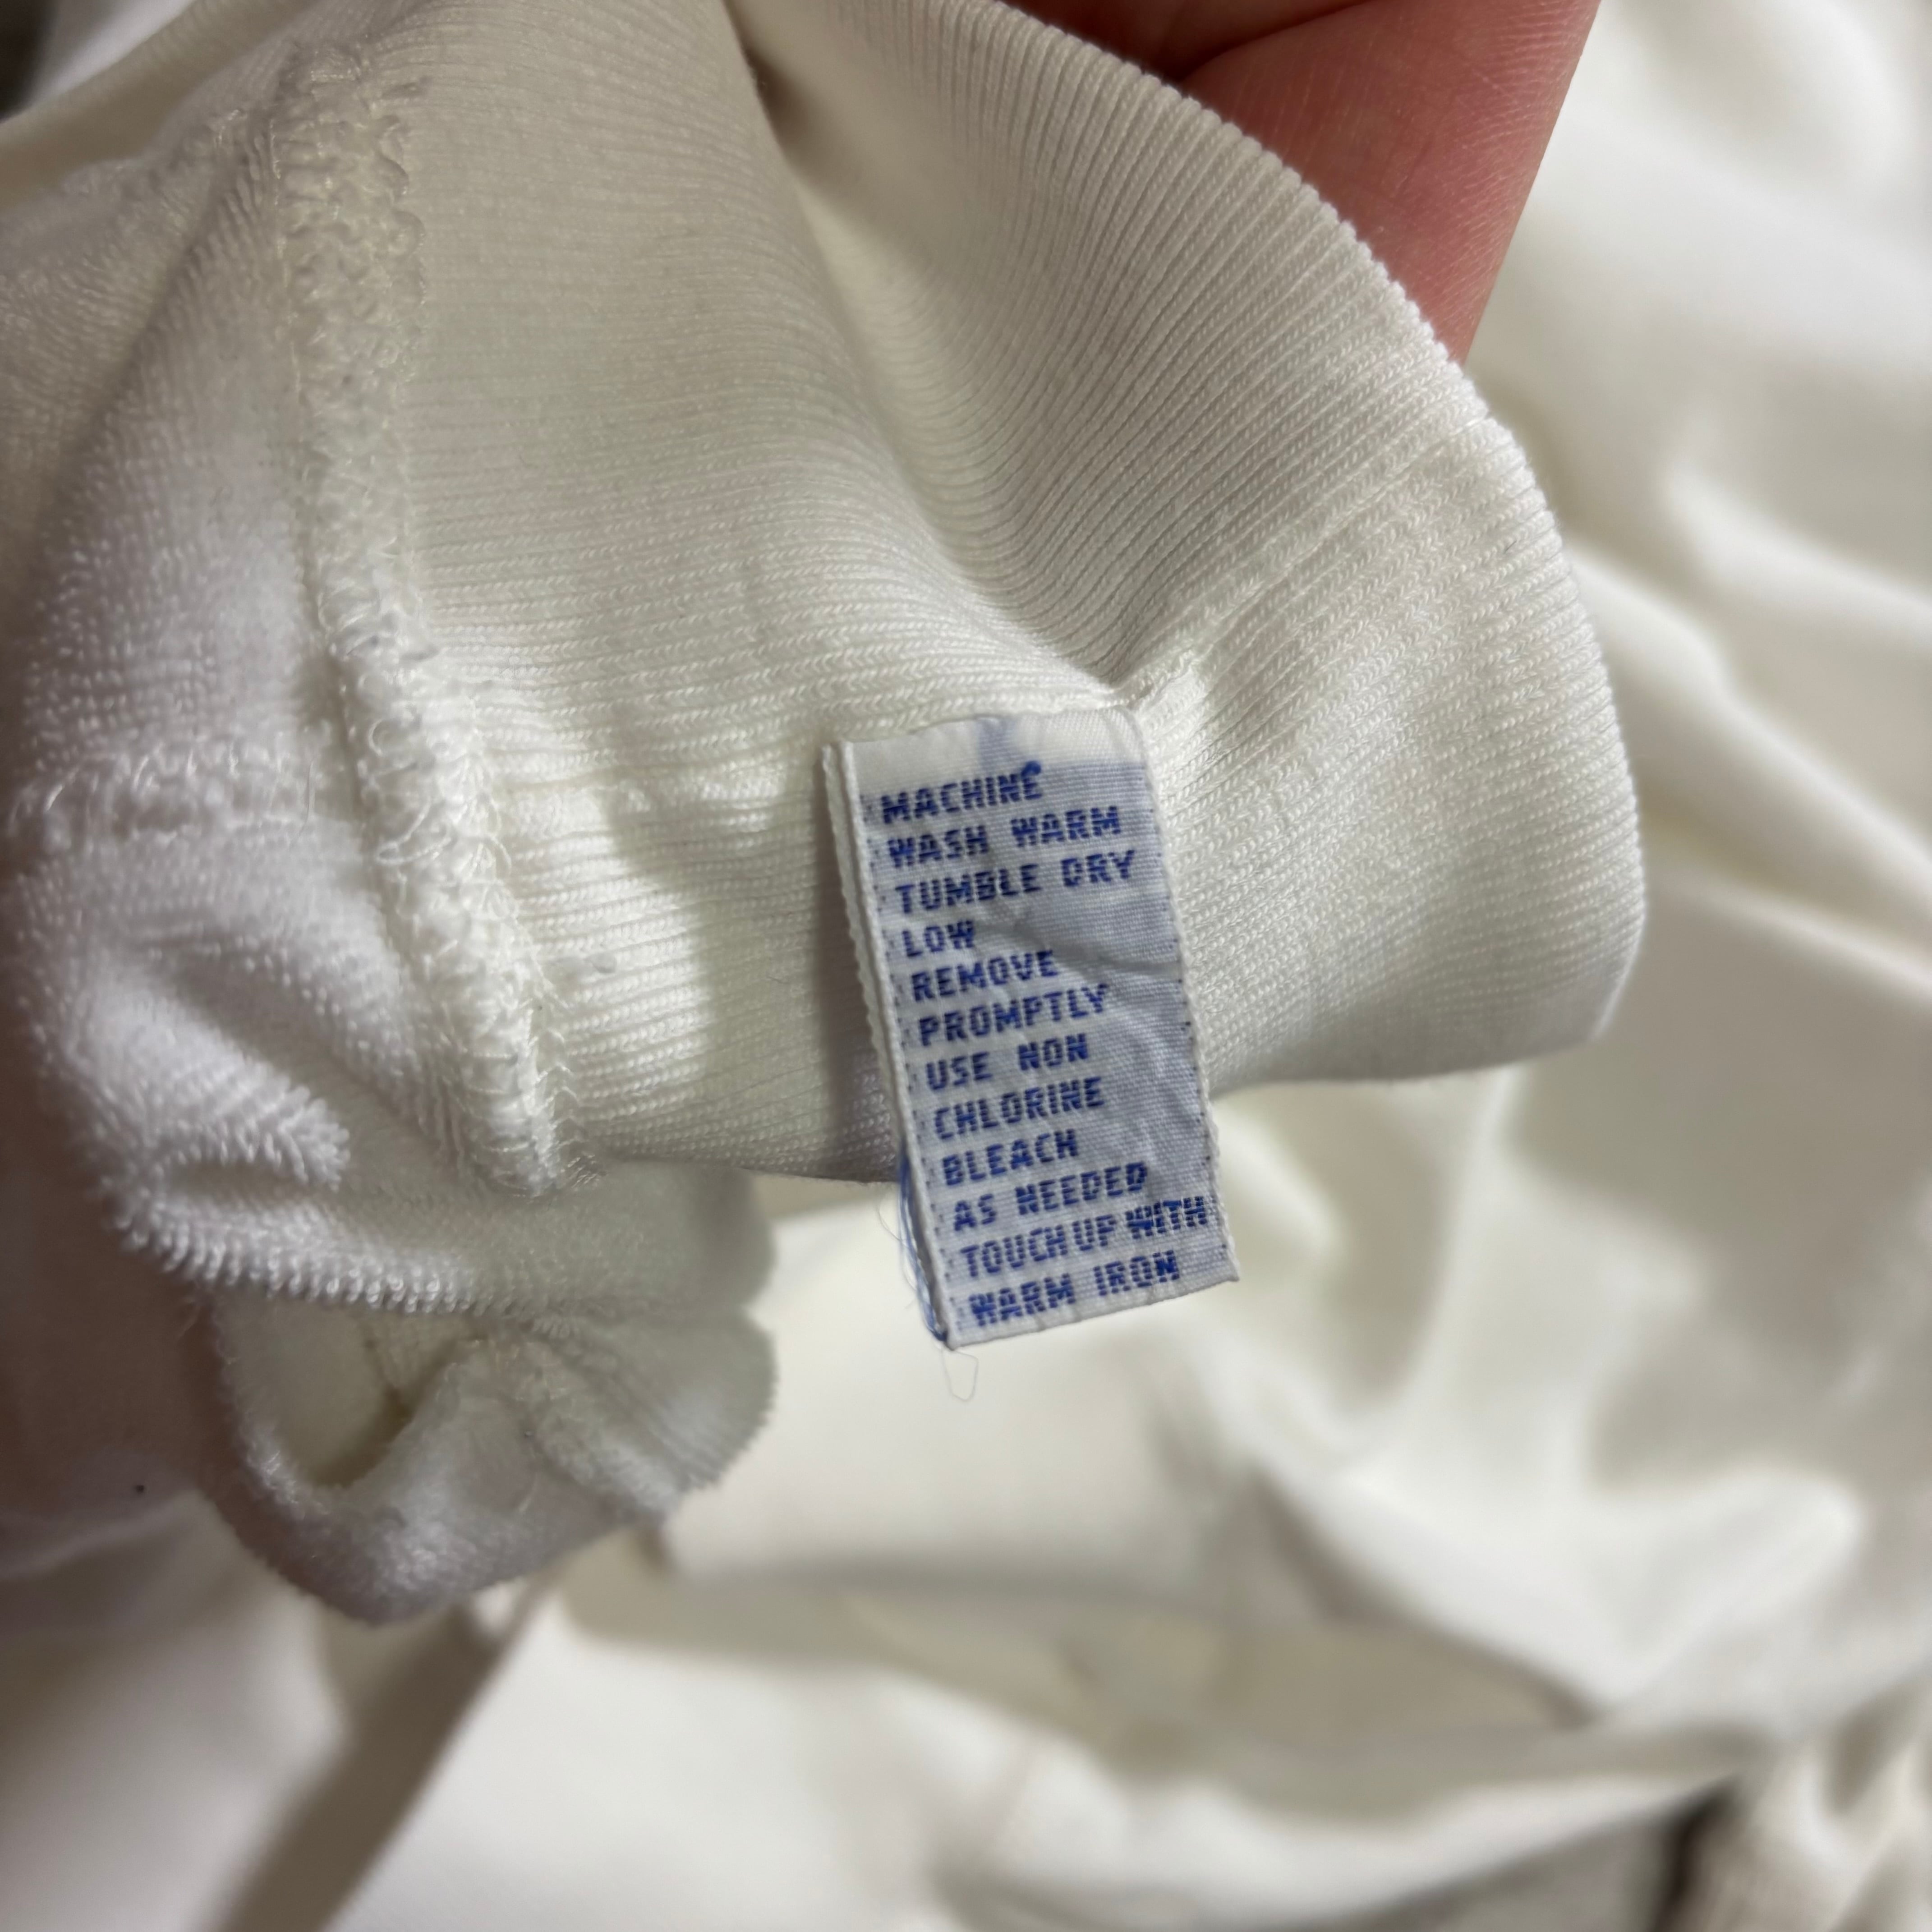 MACHINE
WASH WARM
TUMBLE DRY
LOW
REMOVE
PROMPTLY
USE NON
CHLORINE
BLEACH
AS NEEDED
TOUCH UP WITH
WARM IRON